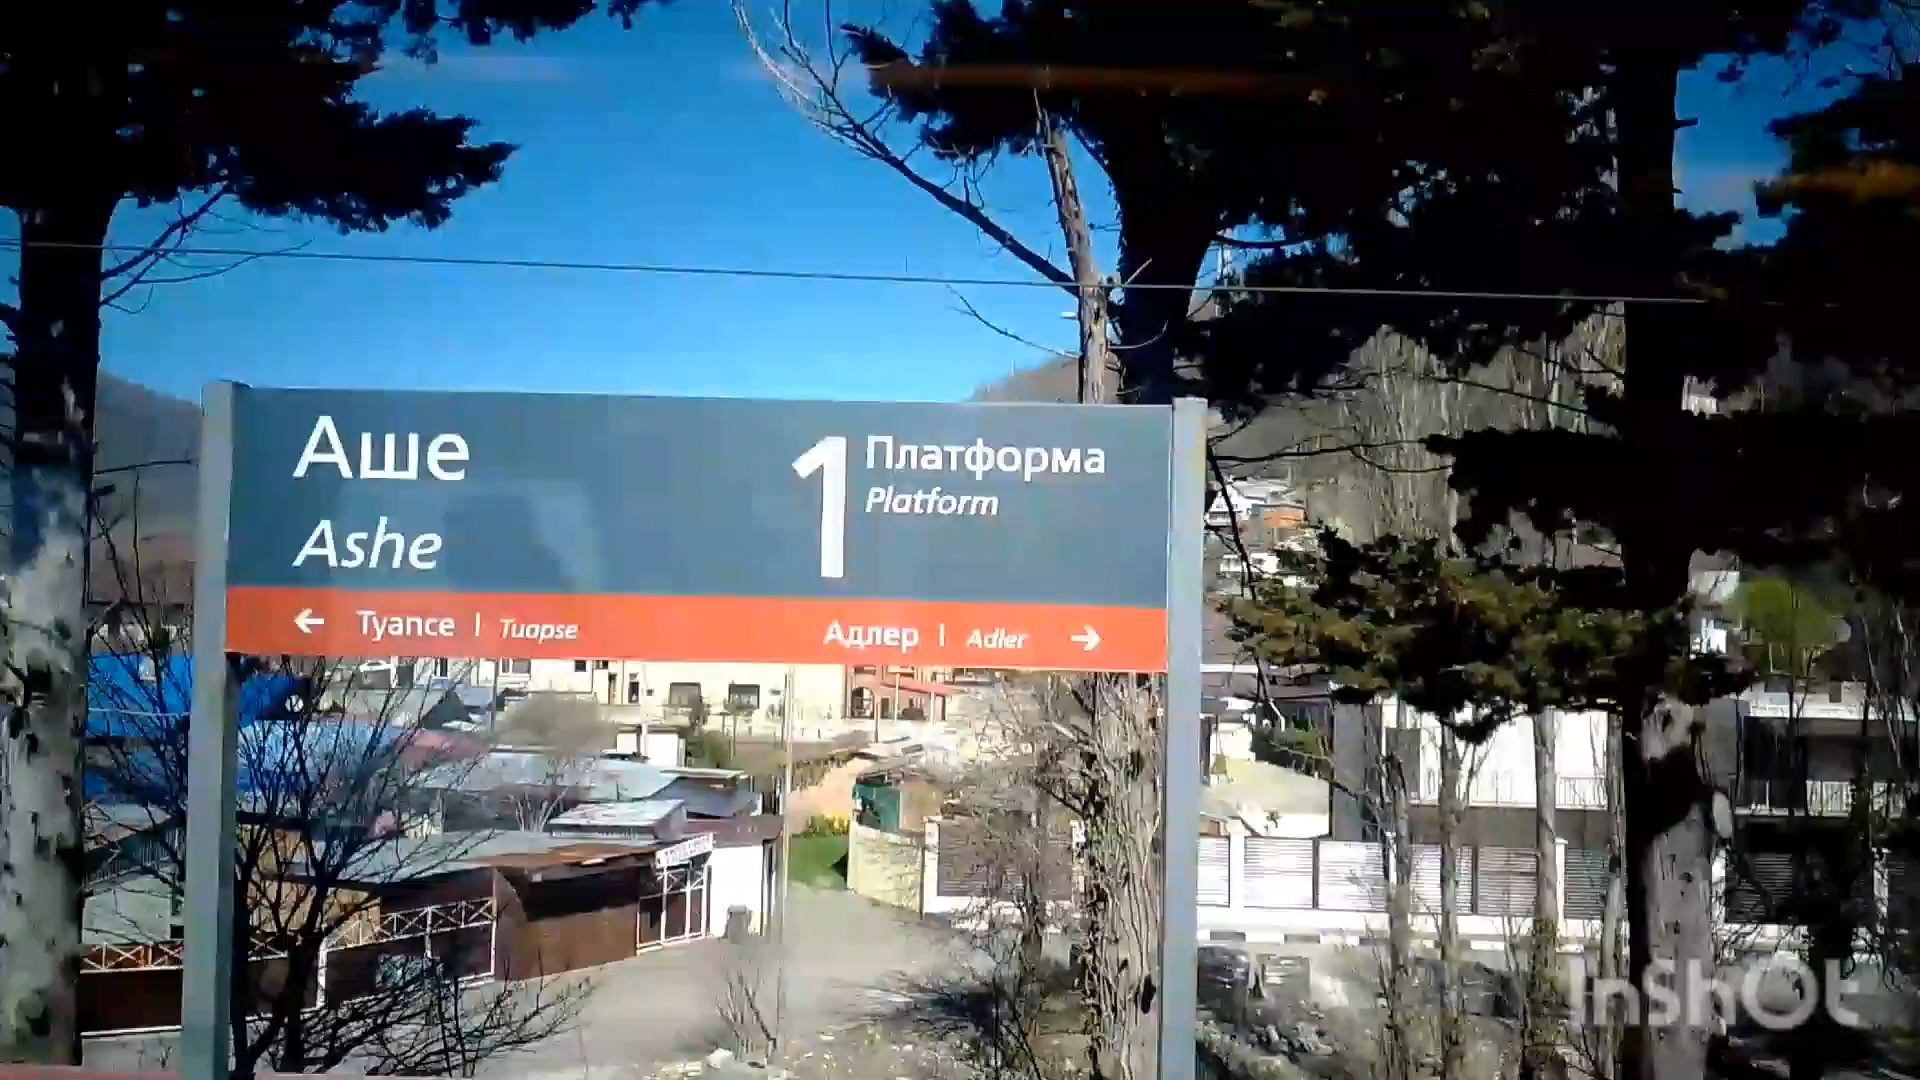 Аше
Ashe
1 Платформа
Platform
← Туапсе | Tuapse
Адлер | Adler →
InShOt